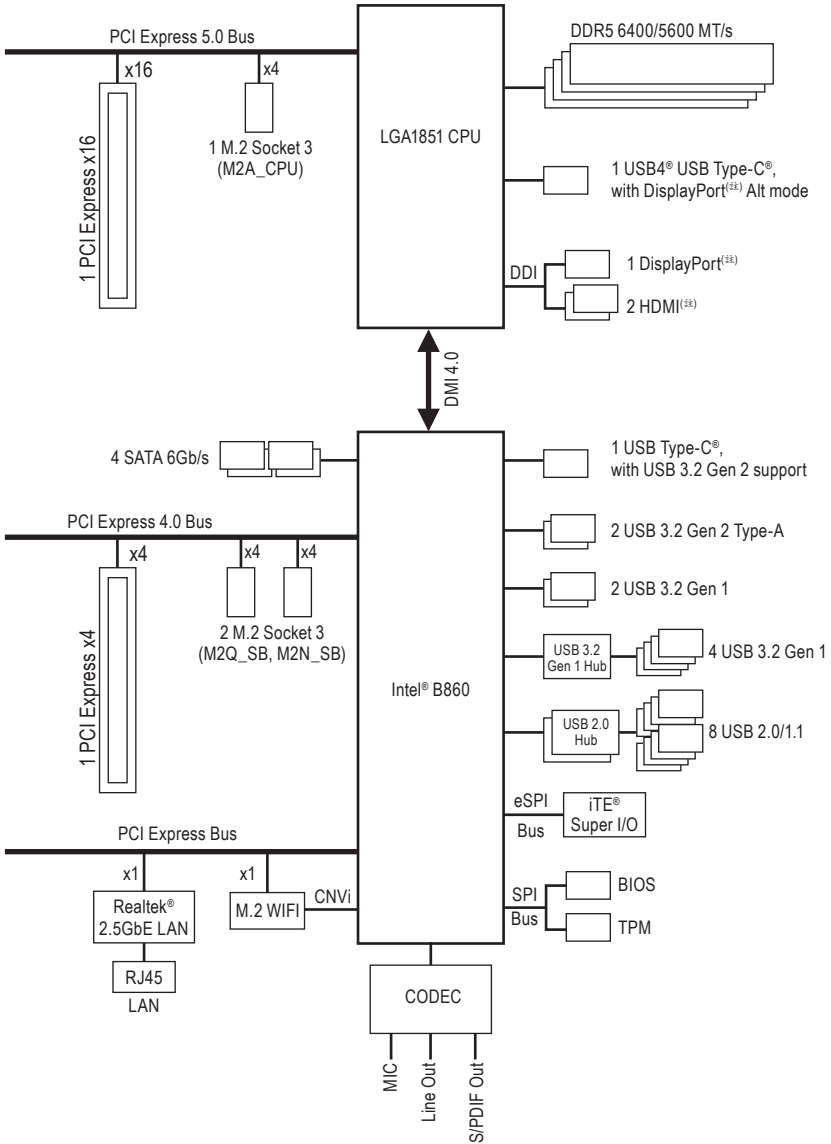 PCI Express 5.0 Bus
x16
x4
1 PCI Express x16
1 M.2 Socket 3
(M2A_CPU)
LGA1851 CPU
DDR5 6400/5600 MT/s
1 USB4® USB Type-C®,
with DisplayPort(註) Alt mode
DDI
1 DisplayPort(註)
2 HDMI(註)
DMI 4.0
4 SATA 6Gb/s
PCI Express 4.0 Bus
x4
x4
x4
1 PCI Express x4
2 M.2 Socket 3
(M2Q_SB, M2N_SB)
Intel® B860
1 USB Type-C®,
with USB 3.2 Gen 2 support
2 USB 3.2 Gen 2 Type-A
2 USB 3.2 Gen 1
USB 3.2
Gen 1 Hub
4 USB 3.2 Gen 1
USB 2.0
Hub
8 USB 2.0/1.1
eSPI
Bus
iTE®
Super I/O
SPI
Bus
BIOS
TPM
PCI Express Bus
x1
x1
Realtek®
2.5GbE LAN
M.2 WIFI
CNVi
RJ45
LAN
CODEC
MIC
Line Out
S/PDIF Out